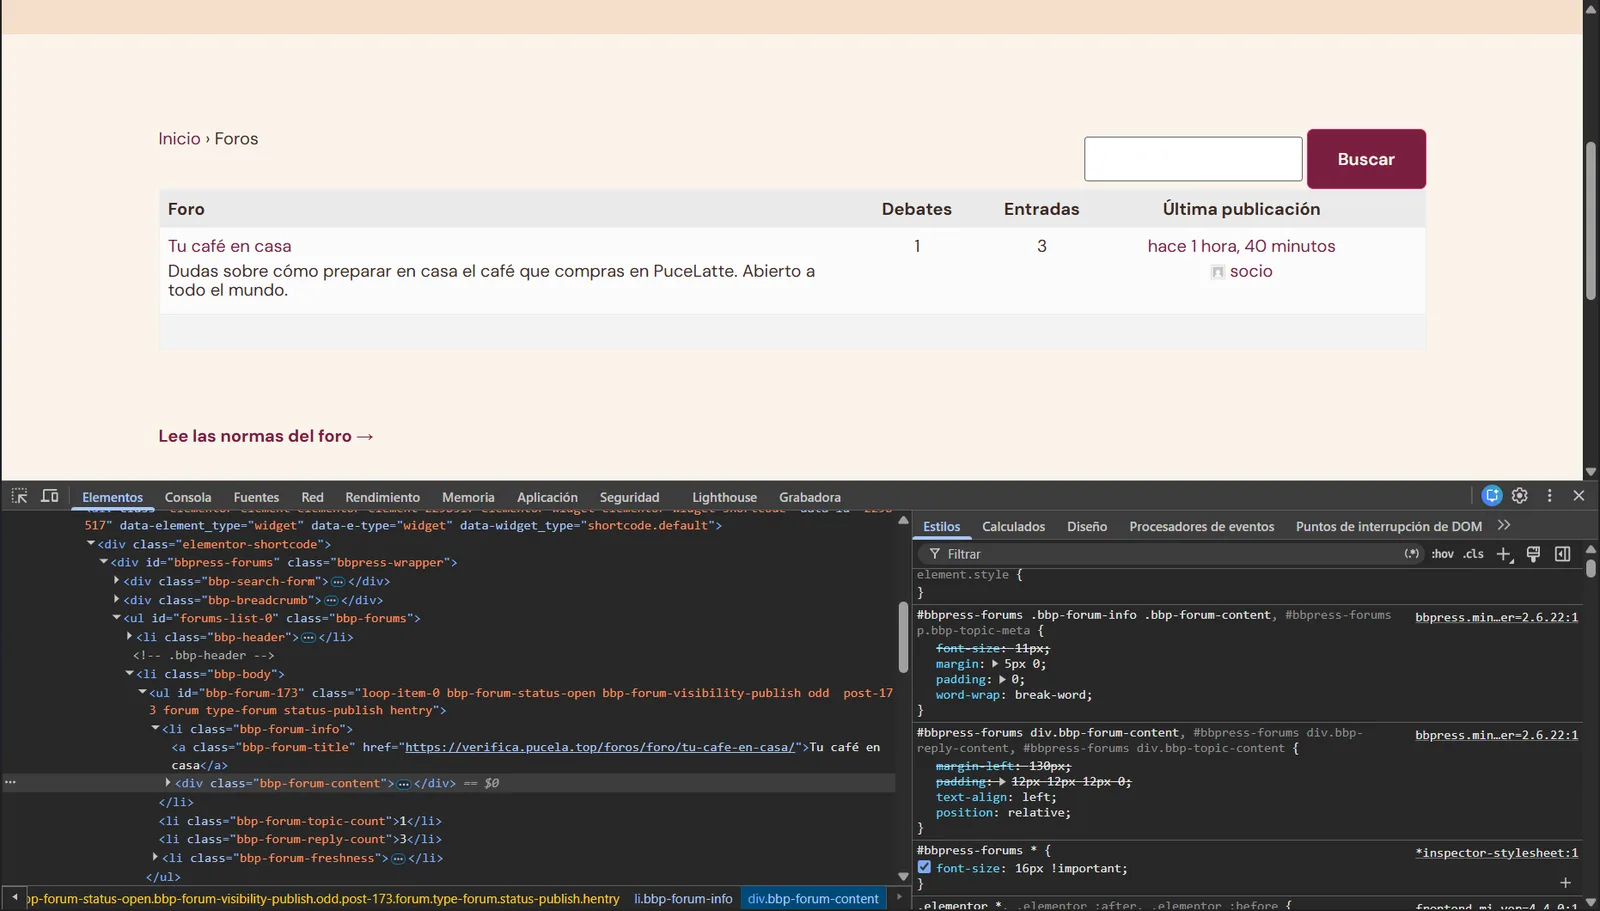 Inicio › Foros
Buscar
Foro Debates Entradas Última publicación
Tu café en casa 1 3 hace 1 hora, 40 minutos
Dudas sobre cómo preparar en casa el café que compras en PuceLatte. Abierto a
todo el mundo.
socio
Lee las normas del foro →
Elementos Consola Fuentes Red Rendimiento Memoria Aplicación Seguridad Lighthouse Grabadora
517" data-element_type="widget" data-e-type="widget" data-widget_type="shortcode.default">
<div class="elementor-shortcode">
<div id="bbpress-forums" class="bbpress-wrapper">
<div class="bbp-search-form">…</div>
<div class="bbp-breadcrumb">…</div>
<ul id="forums-list-0" class="bbp-forums">
<li class="bbp-header">…</li>
<!-- .bbp-header -->
<li class="bbp-body">
<ul id="bbp-forum-173" class="loop-item-0 bbp-forum-status-open bbp-forum-visibility-publish odd  post-17
3 forum type-forum status-publish hentry">
<li class="bbp-forum-info">
<a class="bbp-forum-title" href="https://verifica.pucela.top/foros/foro/tu-cafe-en-casa/">Tu café en
casa</a>
<div class="bbp-forum-content">…</div> == $0
</li>
<li class="bbp-forum-topic-count">1</li>
<li class="bbp-forum-reply-count">3</li>
<li class="bbp-forum-freshness">…</li>
</ul>
p-forum-status-open.bbp-forum-visibility-publish.odd.post-173.forum.type-forum.status-publish.hentry li.bbp-forum-info div.bbp-forum-content
Estilos Calculados Diseño Procesadores de eventos Puntos de interrupción de DOM
Filtrar (.*) :hov .cls
element.style {
}
#bbpress-forums .bbp-forum-info .bbp-forum-content, #bbpress-forums bbpress.min…er=2.6.22:1
p.bbp-topic-meta {
font-size: 11px;
margin: 5px 0;
padding: 0;
word-wrap: break-word;
}
#bbpress-forums div.bbp-forum-content, #bbpress-forums div.bbp- bbpress.min…er=2.6.22:1
reply-content, #bbpress-forums div.bbp-topic-content {
margin-left: 130px;
padding: 12px 12px 12px 0;
text-align: left;
position: relative;
}
#bbpress-forums * { *inspector-stylesheet:1
font-size: 16px !important;
}
.elementor *, .elementor :after, .elementor :before { frontend.mi…ver=4.4.0:1